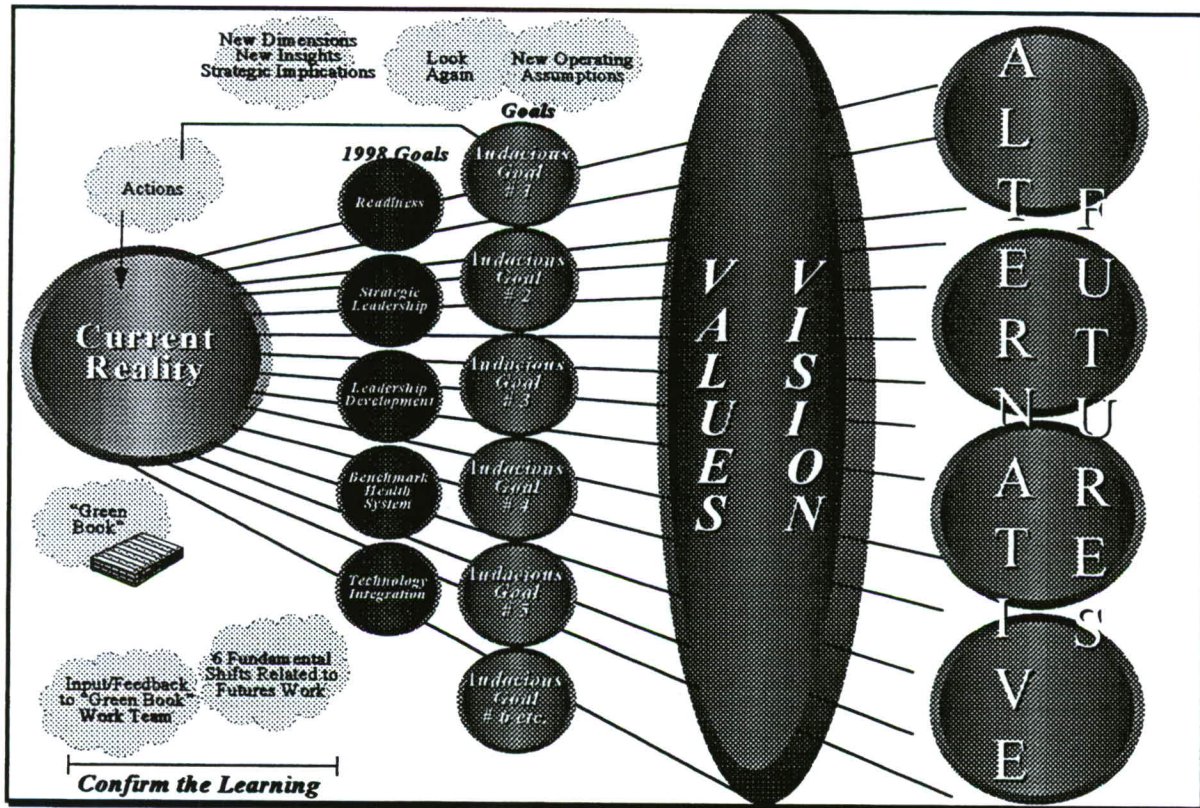 New Dimensions
New Insights
Strategic Implications
Look
Again
New Operating
Assumptions
Goals
1998 Goals
Actions
Current
Reality
Readiness
Strategic
Leadership
Leadership
Development
Benchmark
Health
System
Technology
Integration
Audacious
Goal
# 1
Audacious
Goal
# 2
Audacious
Goal
# 3
Audacious
Goal
# 4
Audacious
Goal
# 5
Audacious
Goal
# 6 etc.
VALUES
VISION
ALTERNATIVE
FUTURES
"Green
Book"
6 Fundamental
Shifts Related to
Futures Work
Input/Feedback
to "Green Book"
Work Team
Confirm the Learning